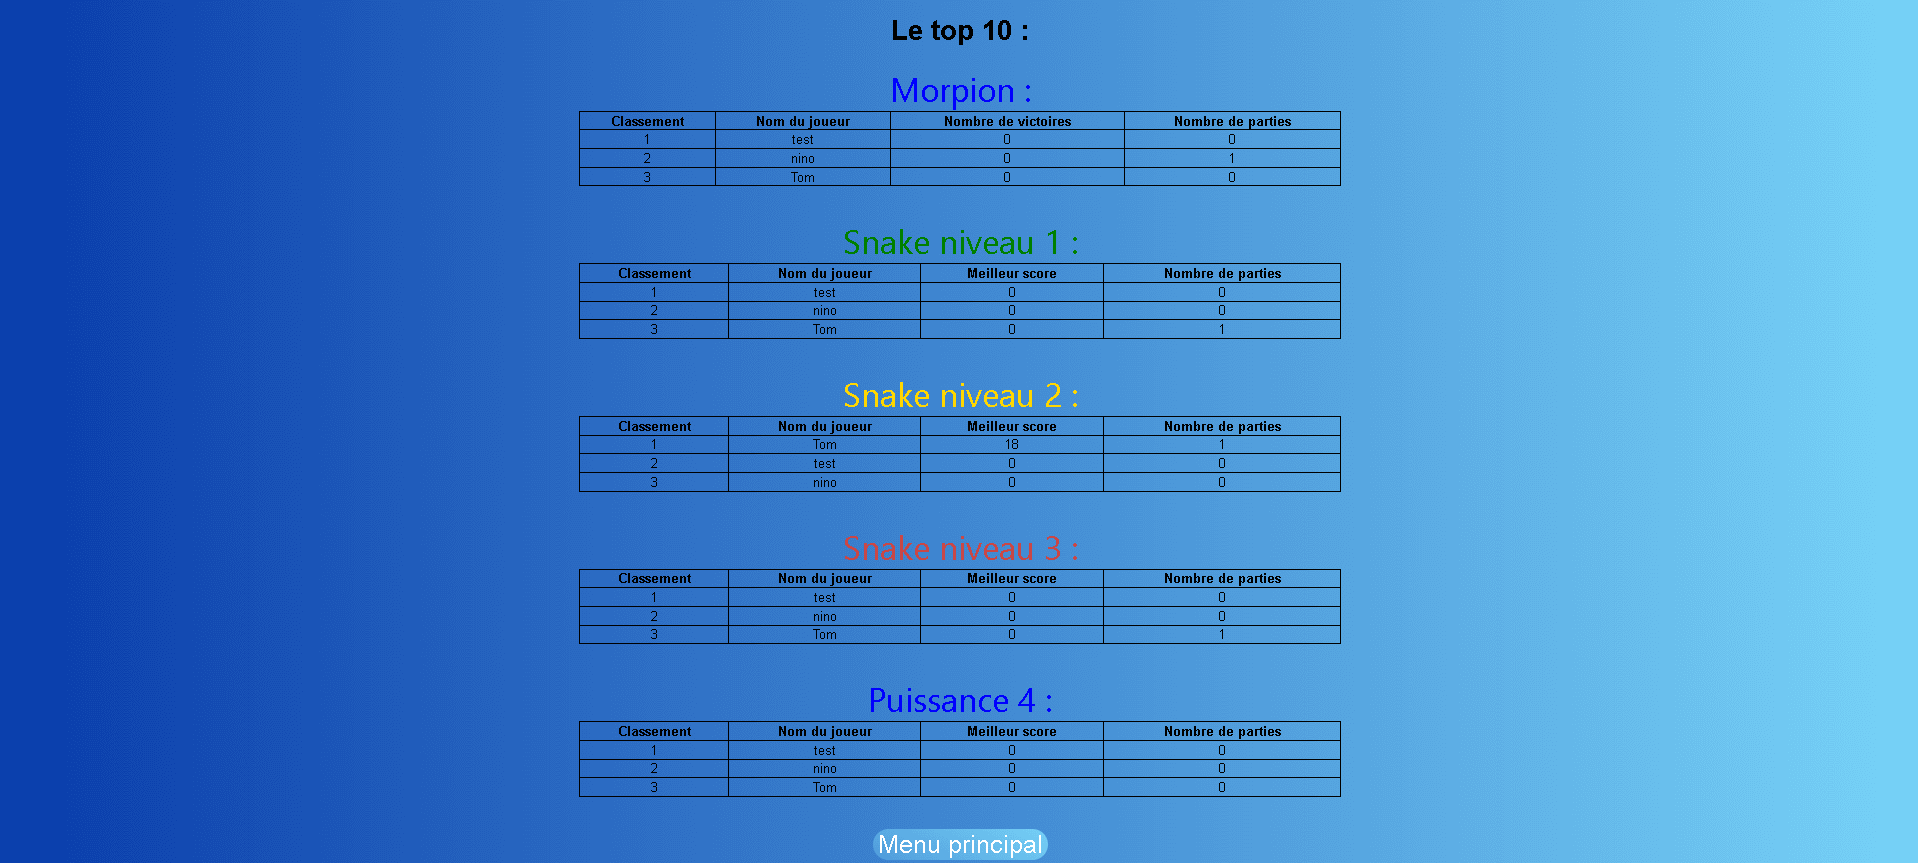 Le top 10 :
Morpion :
Classement Nom du joueur Nombre de victoires Nombre de parties
1 test 0 0
2 nino 0 1
3 Tom 0 0
Snake niveau 1 :
Classement Nom du joueur Meilleur score Nombre de parties
1 test 0 0
2 nino 0 0
3 Tom 0 1
Snake niveau 2 :
Classement Nom du joueur Meilleur score Nombre de parties
1 Tom 18 1
2 test 0 0
3 nino 0 0
Snake niveau 3 :
Classement Nom du joueur Meilleur score Nombre de parties
1 test 0 0
2 nino 0 0
3 Tom 0 1
Puissance 4 :
Classement Nom du joueur Meilleur score Nombre de parties
1 test 0 0
2 nino 0 0
3 Tom 0 0
Menu principal